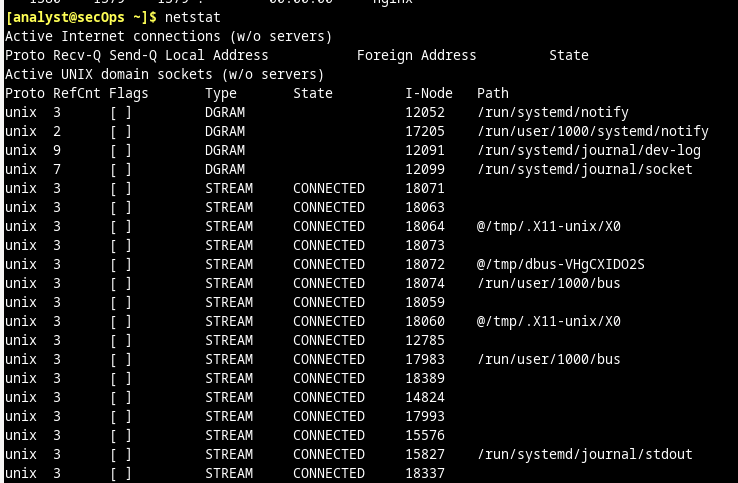 [analyst@secOps ~]$ netstat
Active Internet connections (w/o servers)
Proto Recv-Q Send-Q Local Address           Foreign Address         State
Active UNIX domain sockets (w/o servers)
Proto RefCnt Flags       Type       State         I-Node   Path
unix  3      [ ]         DGRAM                    12052    /run/systemd/notify
unix  2      [ ]         DGRAM                    17205    /run/user/1000/systemd/notify
unix  9      [ ]         DGRAM                    12091    /run/systemd/journal/dev-log
unix  7      [ ]         DGRAM                    12099    /run/systemd/journal/socket
unix  3      [ ]         STREAM     CONNECTED     18071
unix  3      [ ]         STREAM     CONNECTED     18063
unix  3      [ ]         STREAM     CONNECTED     18064    @/tmp/.X11-unix/X0
unix  3      [ ]         STREAM     CONNECTED     18073
unix  3      [ ]         STREAM     CONNECTED     18072    @/tmp/dbus-VHgCXIDO2S
unix  3      [ ]         STREAM     CONNECTED     18074    /run/user/1000/bus
unix  3      [ ]         STREAM     CONNECTED     18059
unix  3      [ ]         STREAM     CONNECTED     18060    @/tmp/.X11-unix/X0
unix  3      [ ]         STREAM     CONNECTED     12785
unix  3      [ ]         STREAM     CONNECTED     17983    /run/user/1000/bus
unix  3      [ ]         STREAM     CONNECTED     18389
unix  3      [ ]         STREAM     CONNECTED     14824
unix  3      [ ]         STREAM     CONNECTED     17993
unix  3      [ ]         STREAM     CONNECTED     15576
unix  3      [ ]         STREAM     CONNECTED     15827    /run/systemd/journal/stdout
unix  3      [ ]         STREAM     CONNECTED     18337